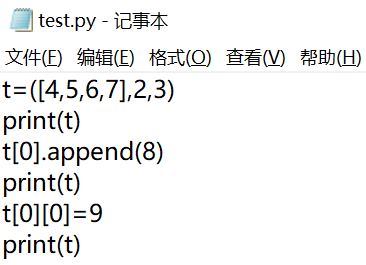 test.py - 记事本
文件(F) 编辑(E) 格式(O) 查看(V) 帮助(H)
t=([4,5,6,7],2,3)
print(t)
t[0].append(8)
print(t)
t[0][0]=9
print(t)